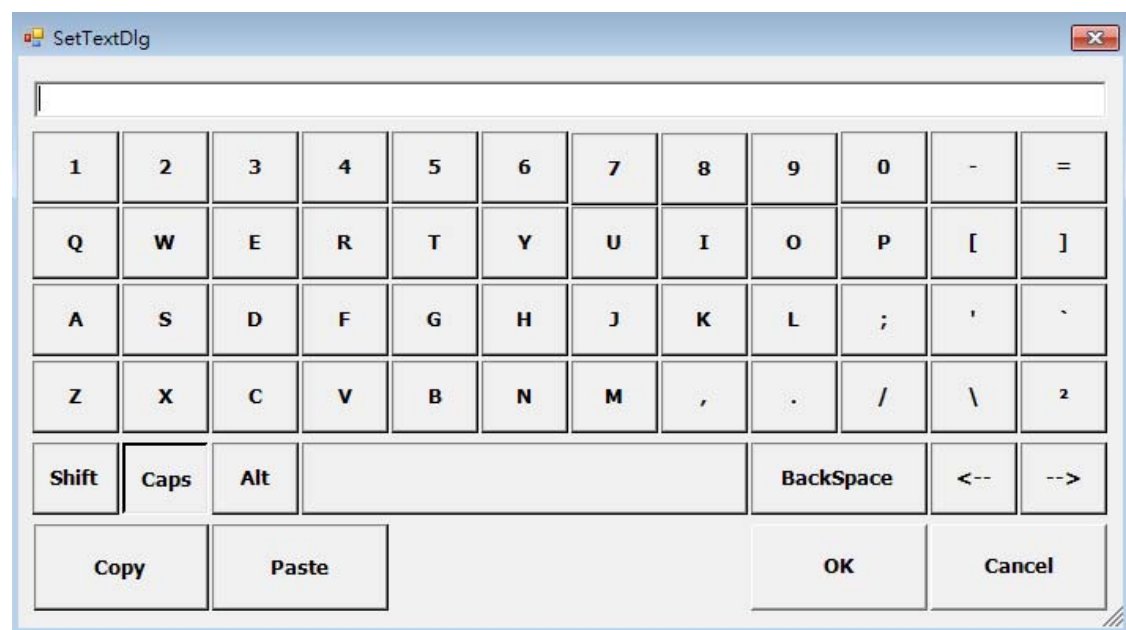 SetTextDlg
1 2 3 4 5 6 7 8 9 0 - =
Q W E R T Y U I O P [ ]
A S D F G H J K L ; ' `
Z X C V B N M , . / \ ²
Shift Caps Alt BackSpace <-- -->
Copy Paste OK Cancel